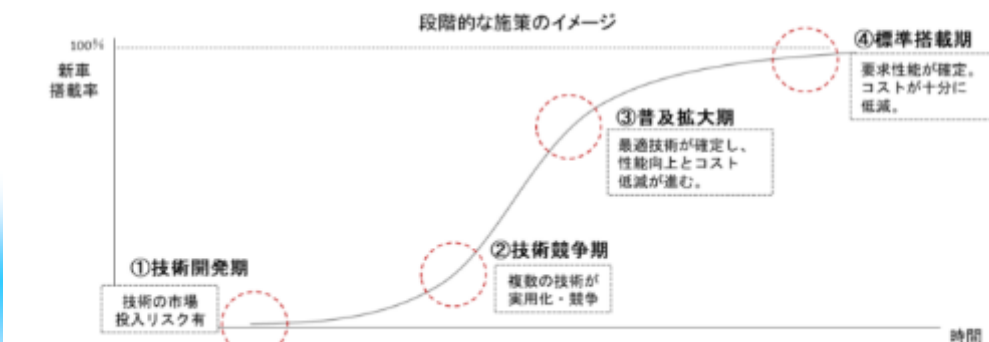 段階的な施策のイメージ
100%
新車
搭載率
④標準搭載期
要求性能が確定。
コストが十分に
低減。
③普及拡大期
最適技術が確定し、
性能向上とコスト
低減が進む。
②技術競争期
複数の技術が
実用化・競争
①技術開発期
技術の市場
投入リスク有
時間